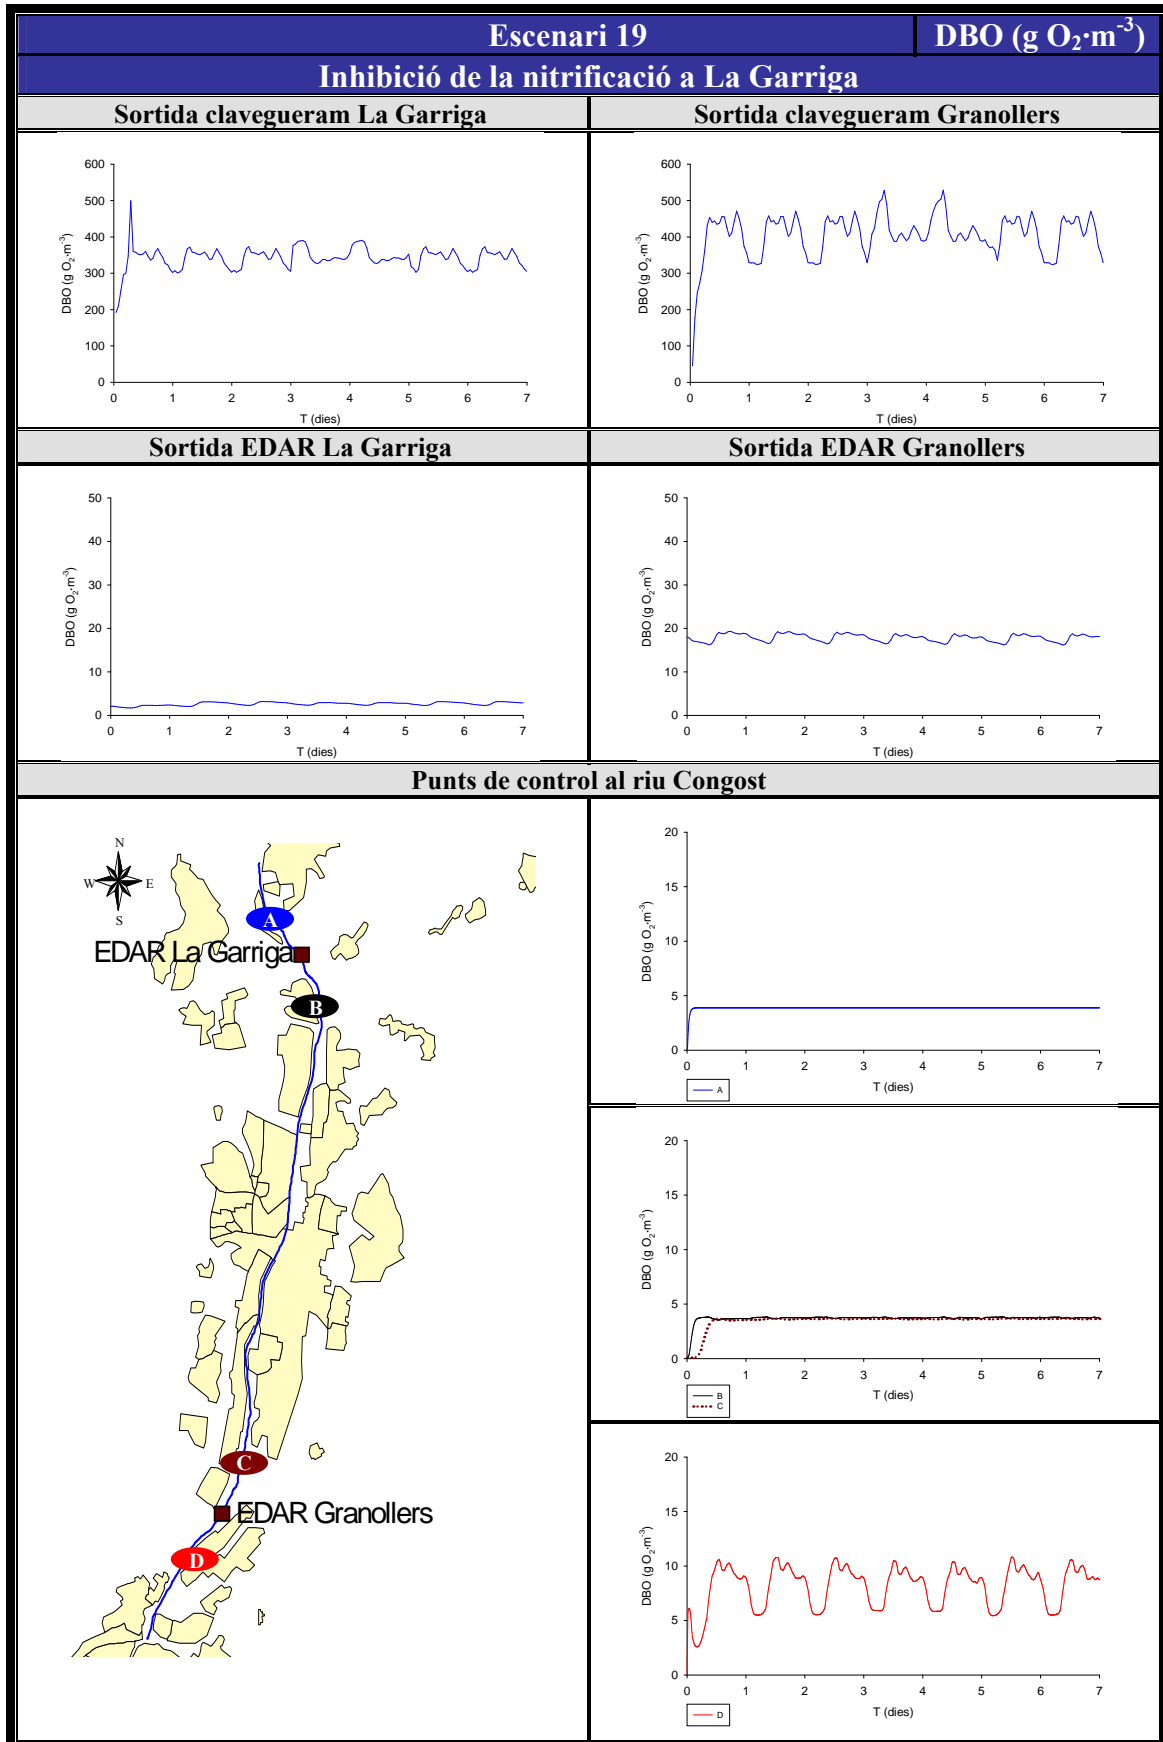 Escenari 19
DBO (g O₂·m⁻³)
Inhibició de la nitrificació a La Garriga
Sortida clavegueram La Garriga
Sortida clavegueram Granollers
600
500
400
300
200
100
0
DBO (g O₂·m⁻³)
0 1 2 3 4 5 6 7
T (dies)
600
500
400
300
200
100
0
DBO (g O₂·m⁻³)
0 1 2 3 4 5 6 7
T (dies)
Sortida EDAR La Garriga
Sortida EDAR Granollers
50
40
30
20
10
0
DBO (g O₂·m⁻³)
0 1 2 3 4 5 6 7
T (dies)
50
40
30
20
10
0
DBO (g O₂·m⁻³)
0 1 2 3 4 5 6 7
T (dies)
Punts de control al riu Congost
N
W E
S
A
EDAR La Garriga
B
C
EDAR Granollers
D
20
15
10
5
0
DBO (g O₂·m⁻³)
0 1 2 3 4 5 6 7
T (dies)
A
20
15
10
5
0
DBO (g O₂·m⁻³)
0 1 2 3 4 5 6 7
T (dies)
B
C
20
15
10
5
0
DBO (g O₂·m⁻³)
0 1 2 3 4 5 6 7
T (dies)
D